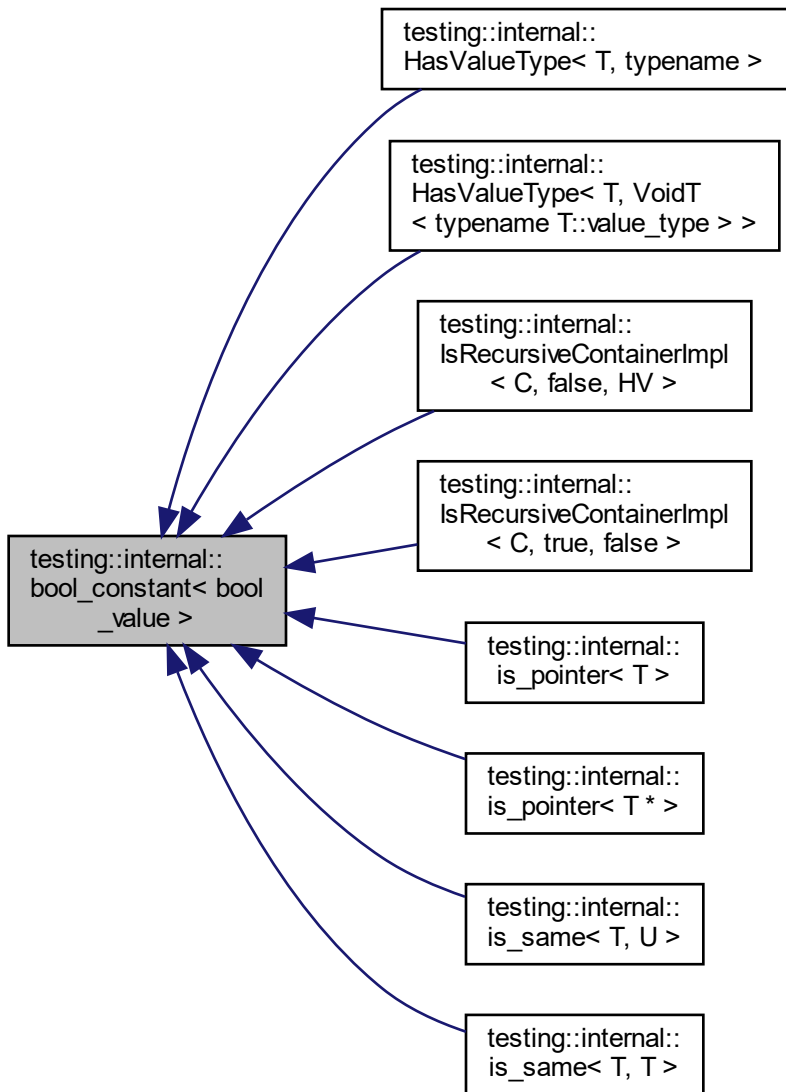 testing::internal::
HasValueType< T, typename >
testing::internal::
HasValueType< T, VoidT
< typename T::value_type > >
testing::internal::
IsRecursiveContainerImpl
< C, false, HV >
testing::internal::
IsRecursiveContainerImpl
< C, true, false >
testing::internal::
bool_constant< bool
_value >
testing::internal::
is_pointer< T >
testing::internal::
is_pointer< T * >
testing::internal::
is_same< T, U >
testing::internal::
is_same< T, T >